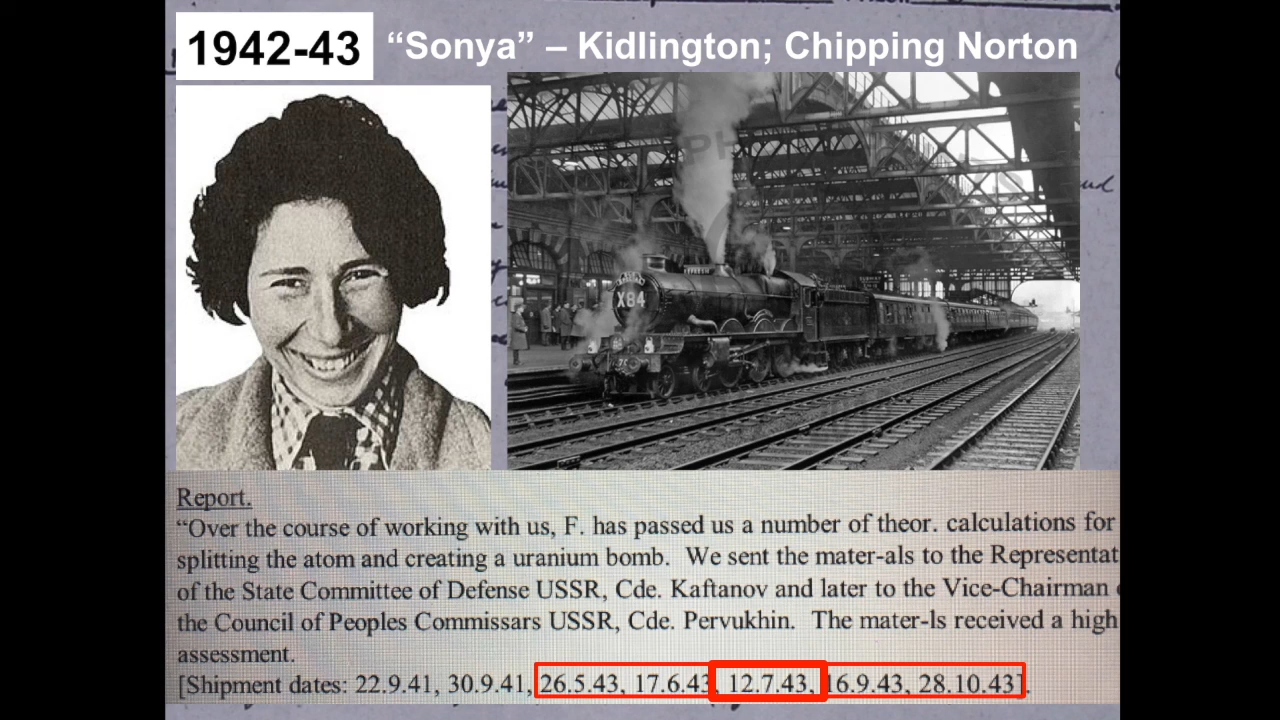 1942-43
“Sonya” – Kidlington; Chipping Norton
X84
Report.
“Over the course of working with us, F. has passed us a number of theor. calculations for
splitting the atom and creating a uranium bomb. We sent the mater-als to the Representat
of the State Committee of Defense USSR, Cde. Kaftanov and later to the Vice-Chairman
the Council of Peoples Commissars USSR, Cde. Pervukhin. The mater-ls received a high
assessment.
[Shipment dates: 22.9.41, 30.9.41, 26.5.43, 17.6.43, 12.7.43, 16.9.43, 28.10.43].